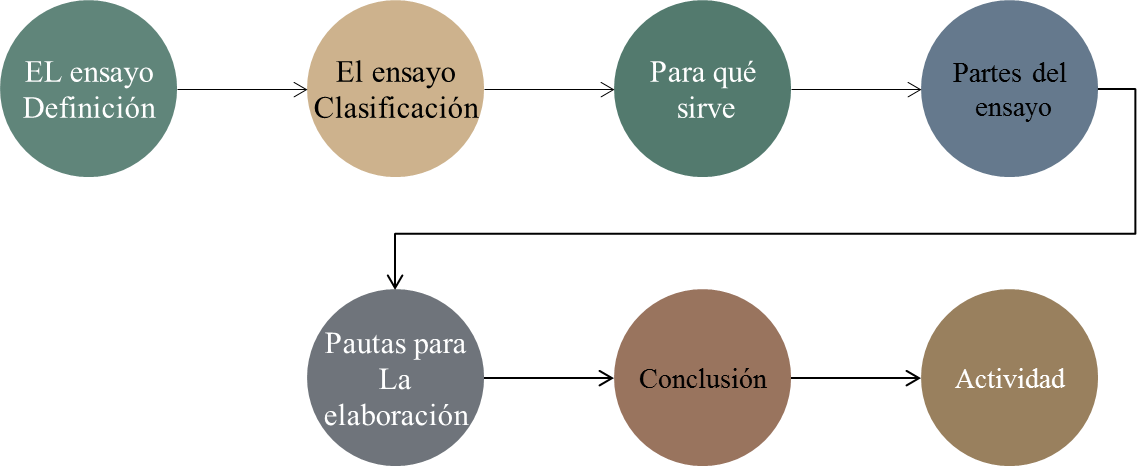 EL ensayo
Definición
El ensayo
Clasificación
Para qué
sirve
Partes del
ensayo
Pautas para
La
elaboración
Conclusión
Actividad